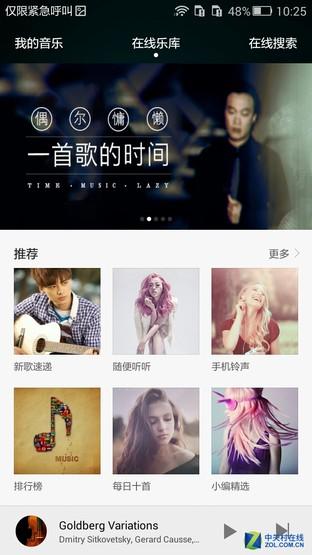 仅限紧急呼叫 48% 10:25
我的音乐 在线乐库 在线搜索
偶尔慵懒
一首歌的时间
TIME · MUSIC · LAZY
推荐 更多
新歌速递 随便听听 手机铃声
MUSIC
排行榜 每日十首 小编精选
Goldberg Variations
Dmitry Sitkovetsky, Gerard Causse,...
中关村在线
ZOL.COM.CN